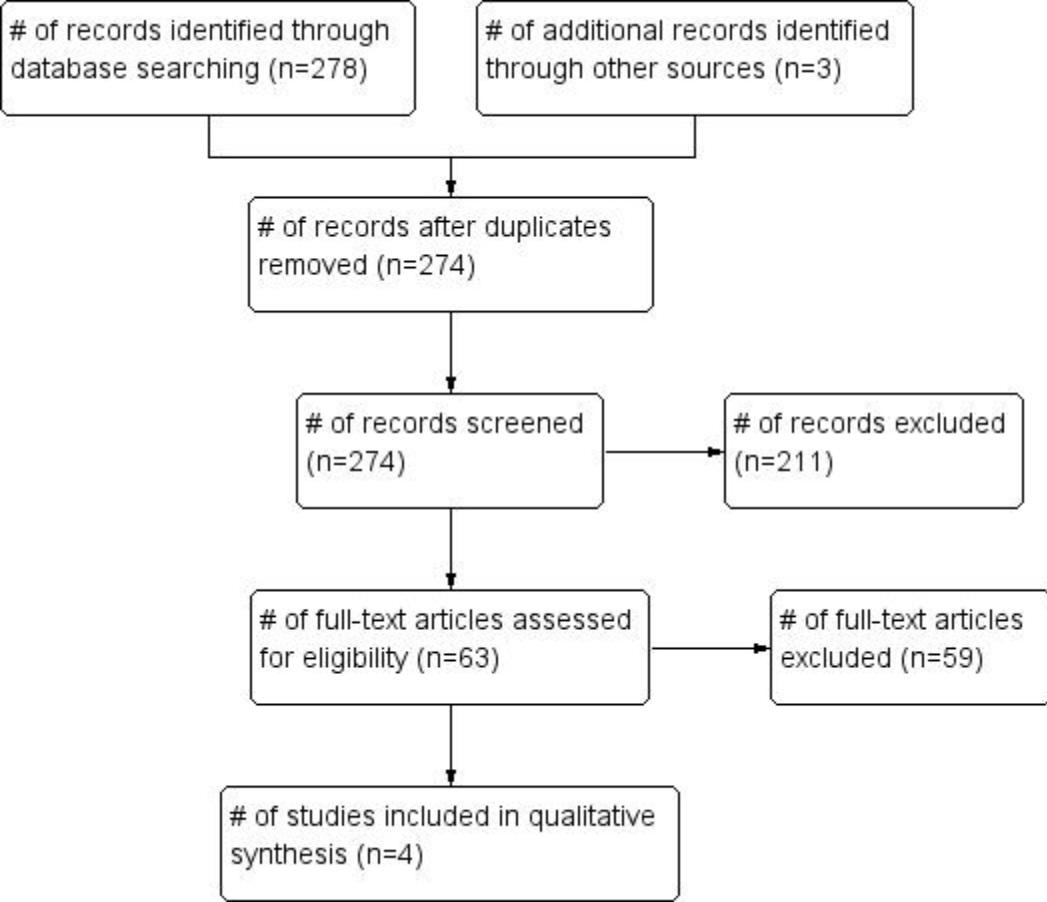 # of records identified through
database searching (n=278)
# of additional records identified
through other sources (n=3)
# of records after duplicates
removed (n=274)
# of records screened
(n=274)
# of records excluded
(n=211)
# of full-text articles assessed
for eligibility (n=63)
# of full-text articles
excluded (n=59)
# of studies included in qualitative
synthesis (n=4)